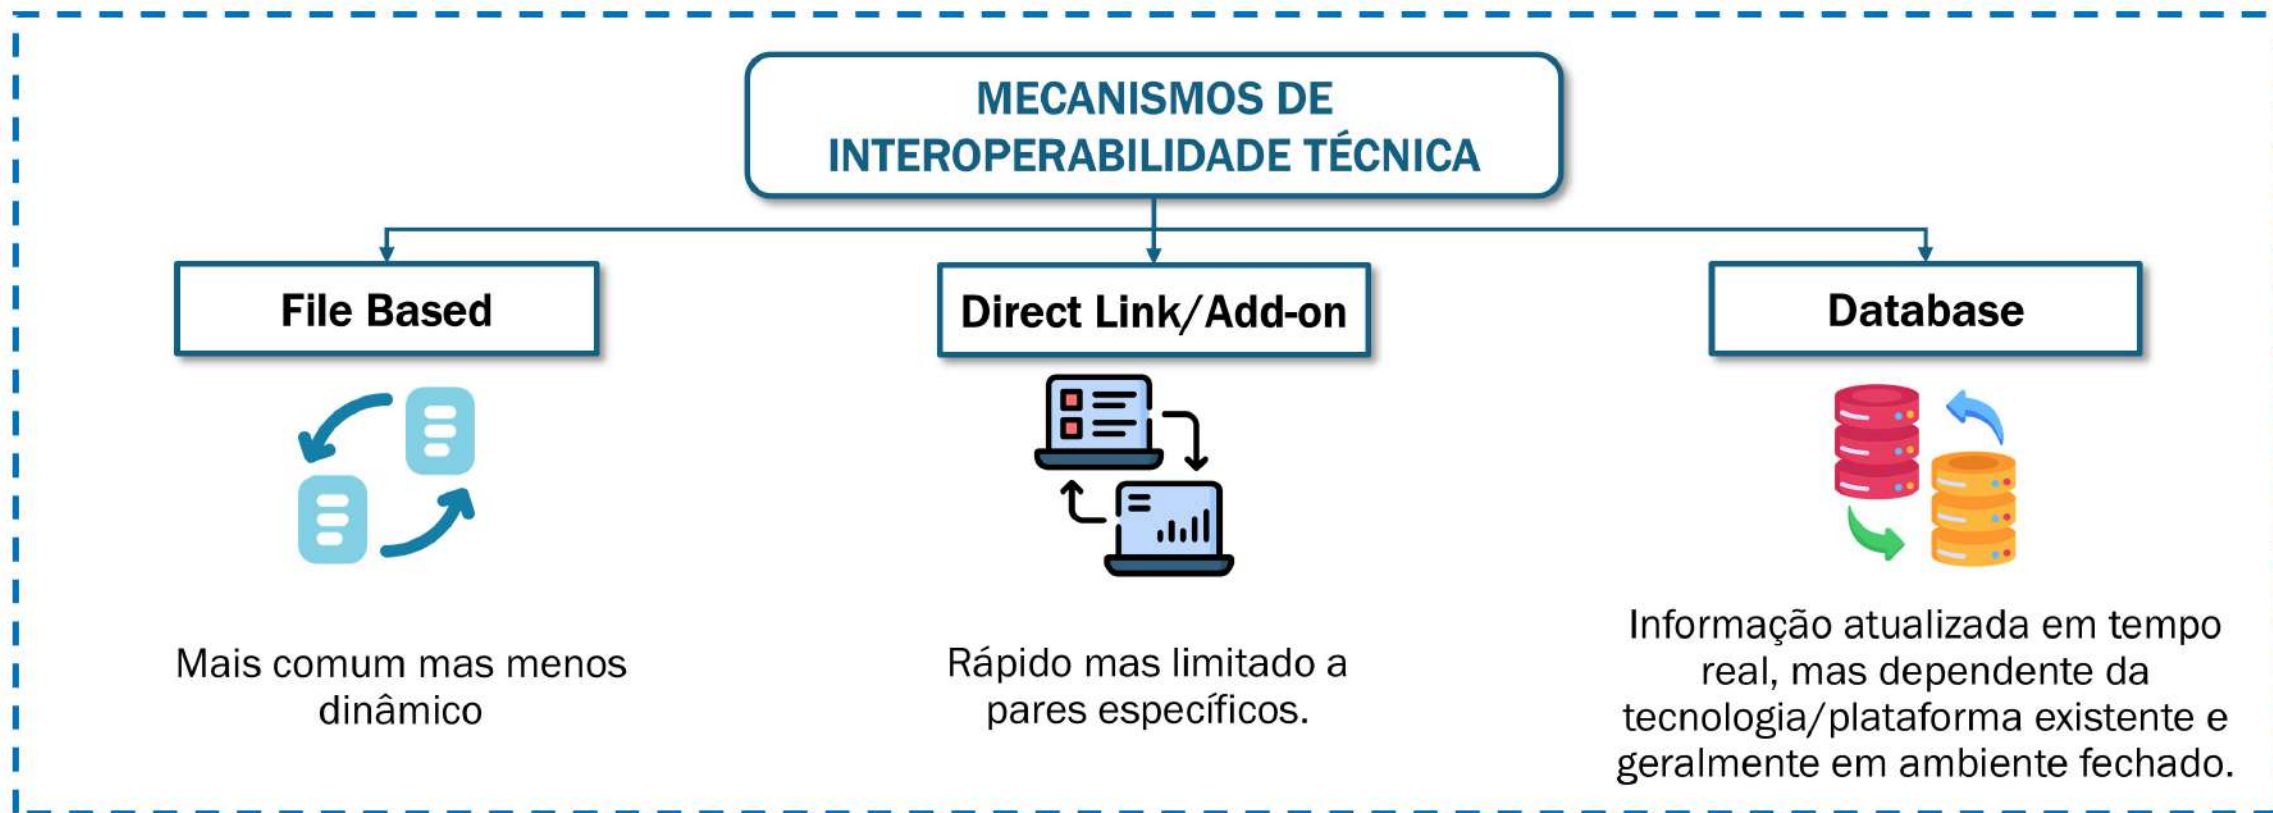 MECANISMOS DE
INTEROPERABILIDADE TÉCNICA
File Based
Direct Link/Add-on
Database
Mais comum mas menos
dinâmico
Rápido mas limitado a
pares específicos.
Informação atualizada em tempo
real, mas dependente da
tecnologia/plataforma existente e
geralmente em ambiente fechado.